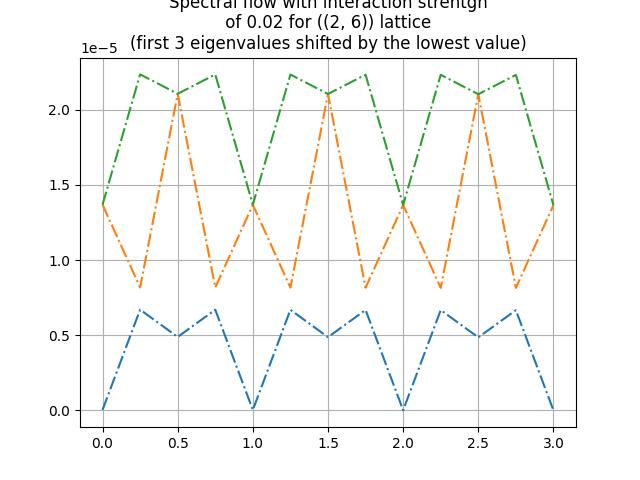 Spectral flow with interaction strentgh
of 0.02 for ((2, 6)) lattice
(first 3 eigenvalues shifted by the lowest value)
1e−5
2.0
1.5
1.0
0.5
0.0
0.0 0.5 1.0 1.5 2.0 2.5 3.0